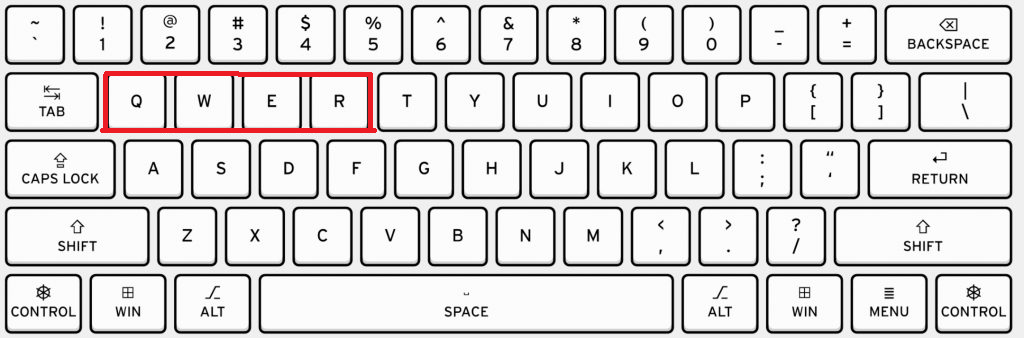 ~ ! @ # $ % ^ & * ( ) _ +
` 1 2 3 4 5 6 7 8 9 0 - = BACKSPACE
TAB Q W E R T Y U I O P { [ } ] | \
CAPS LOCK A S D F G H J K L : ; “ ‘ RETURN
SHIFT Z X C V B N M < , > . ? / SHIFT
CONTROL WIN ALT SPACE ALT WIN MENU CONTROL